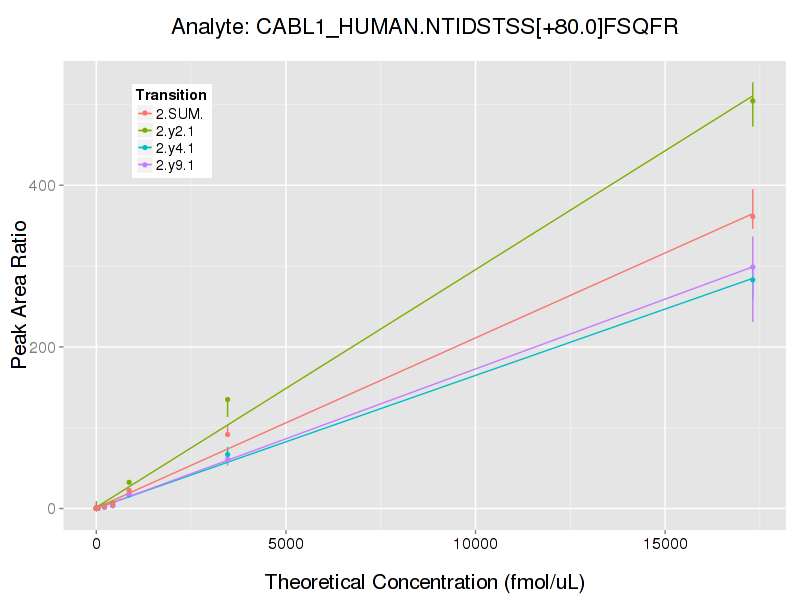 Analyte: CABL1_HUMAN.NTIDSTSS[+80.0]FSQFR
Transition
2.SUM.
2.y2.1
2.y4.1
2.y9.1
Peak Area Ratio
400
200
0
0 5000 10000 15000
Theoretical Concentration (fmol/uL)